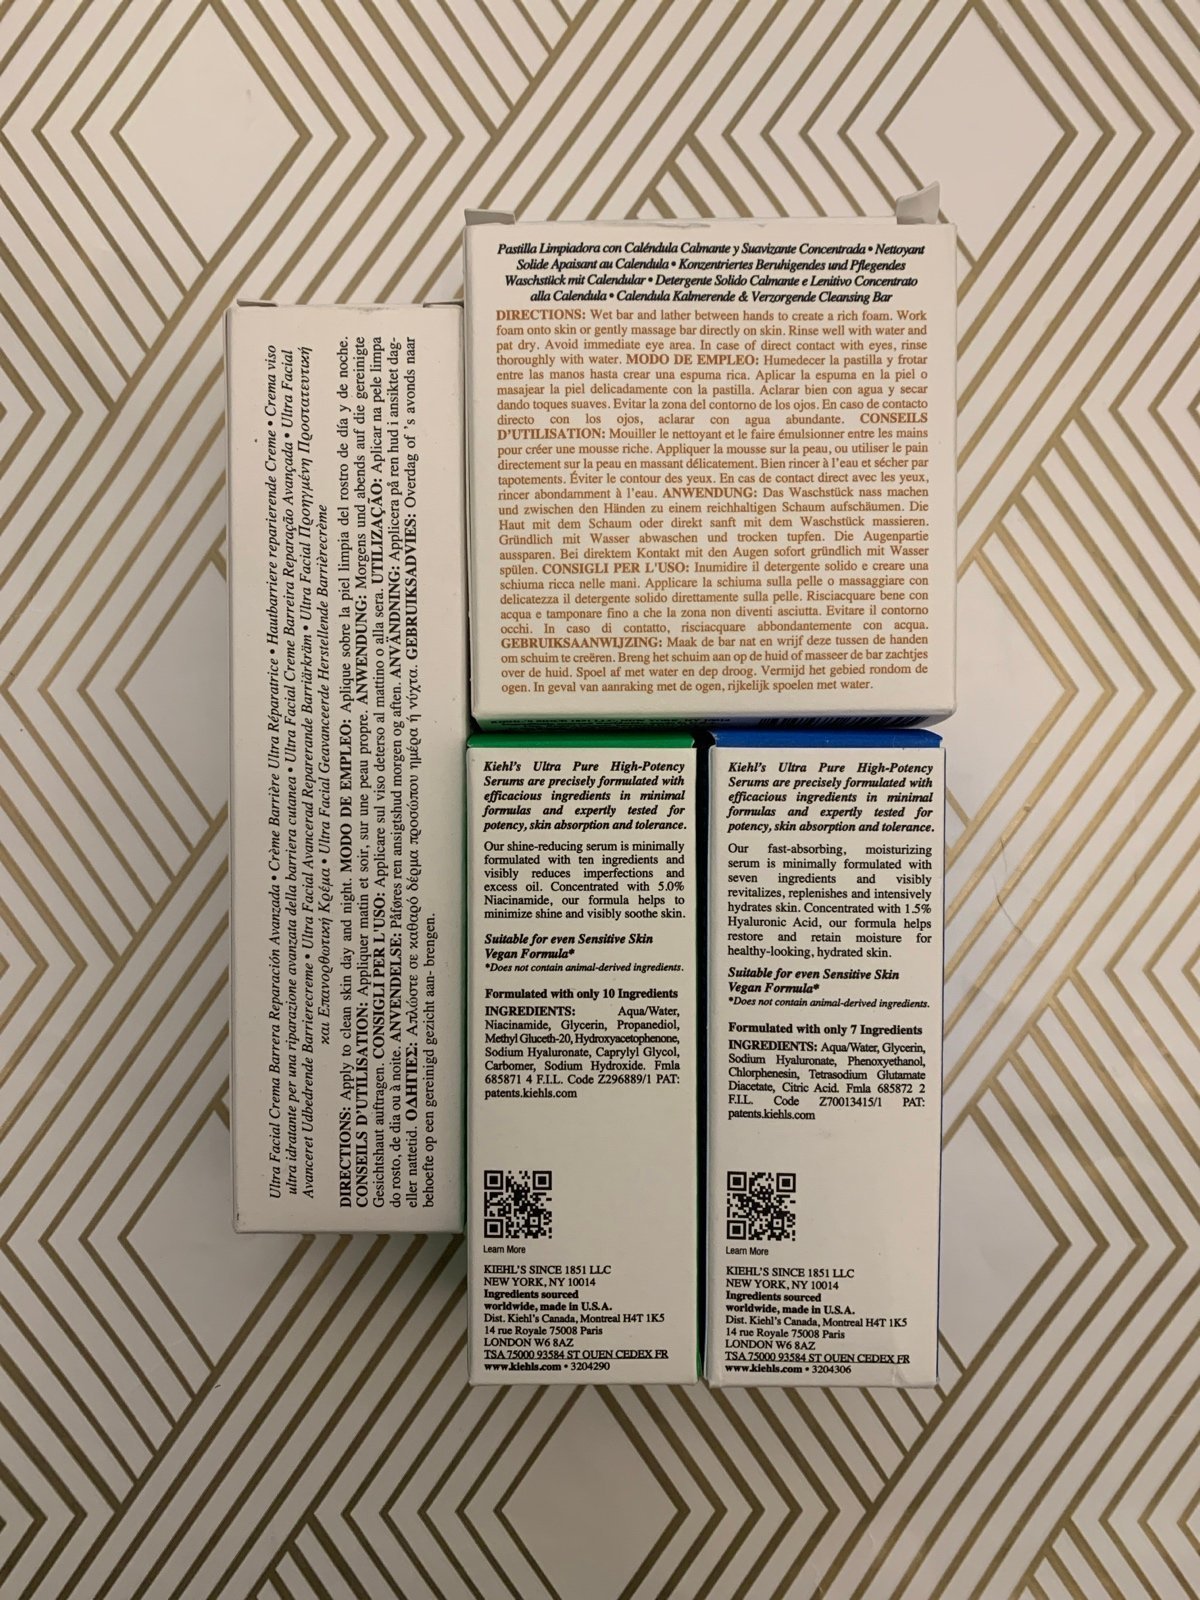 Pastilla Limpiadora con Caléndula Calmante y Suavizante Concentrada • Nettoyant
Solide Apaisant au Calendula • Konzentriertes Beruhigendes und Pflegendes
Waschstück mit Calendular • Detergente Solido Calmante e Lenitivo Concentrato
alla Calendula • Calendula Kalmerende & Verzorgende Cleansing Bar
DIRECTIONS: Wet bar and lather between hands to create a rich foam. Work
foam onto skin or gently massage bar directly on skin. Rinse well with water and
pat dry. Avoid immediate eye area. In case of direct contact with eyes, rinse
thoroughly with water. MODO DE EMPLEO: Humedecer la pastilla y frotar
entre las manos hasta crear una espuma rica. Aplicar la espuma en la piel o
masajear la piel delicadamente con la pastilla. Aclarar bien con agua y secar
dando toques suaves. Evitar la zona del contorno de los ojos. En caso de contacto
directo con los ojos, aclarar con agua abundante. CONSEILS
D'UTILISATION: Mouiller le nettoyant et le faire émulsionner entre les mains
pour créer une mousse riche. Appliquer la mousse sur la peau, ou utiliser le pain
directement sur la peau en massant délicatement. Bien rincer à l'eau et sécher par
tapotements. Éviter le contour des yeux. En cas de contact direct avec les yeux,
rincer abondamment à l'eau. ANWENDUNG: Das Waschstück nass machen
und zwischen den Händen zu einem reichhaltigen Schaum aufschäumen. Die
Haut mit dem Schaum oder direkt sanft mit dem Waschstück massieren.
Gründlich mit Wasser abwaschen und trocken tupfen. Die Augenpartie
aussparen. Bei direktem Kontakt mit den Augen sofort gründlich mit Wasser
spülen. CONSIGLI PER L'USO: Inumidire il detergente solido e creare una
schiuma ricca nelle mani. Applicare la schiuma sulla pelle o massaggiare con
delicatezza il detergente solido direttamente sulla pelle. Risciacquare bene con
acqua e tamponare fino a che la zona non diventi asciutta. Evitare il contorno
occhi. In caso di contatto, risciacquare abbondantemente con acqua.
GEBRUIKSAANWIJZING: Maak de bar nat en wrijf deze tussen de handen
om schuim te creëren. Breng het schuim aan op de huid of masseer de bar zachtjes
over de huid. Spoel af met water en dep droog. Vermijd het gebied rondom de
ogen. In geval van aanraking met de ogen, rijkelijk spoelen met water.
Ultra Facial Crema Barrera Reparación Avanzada • Crème Barrière Ultra Réparatrice • Hautbarriere reparierende Creme • Crema viso
ultra idratante per una riparazione avanzata della barriera cutanea • Ultra Facial Creme Barreira Reparação Avançada • Ultra Facial
Avanceret Udbedrende Barrierecreme • Ultra Facial Avancerad Reparerande Barriärkräm • Ultra Facial Προηγμένη Προστατευτική
και Επανορθωτική Κρέμα • Ultra Facial Geavanceerde Herstellende Barrièrecrème
DIRECTIONS: Apply to clean skin day and night. MODO DE EMPLEO: Aplique sobre la piel limpia del rostro de día y de noche.
CONSEILS D'UTILISATION: Appliquer matin et soir, sur une peau propre. ANWENDUNG: Morgens und abends auf die gereinigte
Gesichtshaut auftragen. CONSIGLI PER L'USO: Applicare sul viso deterso al mattino o alla sera. UTILIZAÇÃO: Aplicar na pele limpa
do rosto, de dia ou à noite. ANVENDELSE: Påføres ren ansigtshud morgen og aften. ANVÄNDNING: Applicera på ren hud i ansiktet dag-
eller nattetid. ΟΔΗΓΙΕΣ: Απλώστε σε καθαρό δέρμα προσώπου ημέρα ή νύχτα. GEBRUIKSADVIES: Overdag of 's avonds naar
behoefte op een gereinigd gezicht aan- brengen.
Kiehl's Ultra Pure High-Potency
Serums are precisely formulated with
efficacious ingredients in minimal
formulas and expertly tested for
potency, skin absorption and tolerance.
Our shine-reducing serum is minimally
formulated with ten ingredients and
visibly reduces imperfections and
excess oil. Concentrated with 5.0%
Niacinamide, our formula helps to
minimize shine and visibly soothe skin.
Suitable for even Sensitive Skin
Vegan Formula*
*Does not contain animal-derived ingredients.
Formulated with only 10 Ingredients
INGREDIENTS: Aqua/Water,
Niacinamide, Glycerin, Propanediol,
Methyl Gluceth-20, Hydroxyacetophenone,
Sodium Hyaluronate, Caprylyl Glycol,
Carbomer, Sodium Hydroxide. Fmla
685871 4 F.I.L. Code Z296889/1 PAT:
patents.kiehls.com
Learn More
KIEHL'S SINCE 1851 LLC
NEW YORK, NY 10014
Ingredients sourced
worldwide, made in U.S.A.
Dist. Kiehl's Canada, Montreal H4T 1K5
14 rue Royale 75008 Paris
LONDON W6 8AZ
TSA 75000 93584 ST OUEN CEDEX FR
www.kiehls.com • 3204290
Kiehl's Ultra Pure High-Potency
Serums are precisely formulated with
efficacious ingredients in minimal
formulas and expertly tested for
potency, skin absorption and tolerance.
Our fast-absorbing, moisturizing
serum is minimally formulated with
seven ingredients and visibly
revitalizes, replenishes and intensively
hydrates skin. Concentrated with 1.5%
Hyaluronic Acid, our formula helps
restore and retain moisture for
healthy-looking, hydrated skin.
Suitable for even Sensitive Skin
Vegan Formula*
*Does not contain animal-derived ingredients.
Formulated with only 7 Ingredients
INGREDIENTS: Aqua/Water, Glycerin,
Sodium Hyaluronate, Phenoxyethanol,
Chlorphenesin, Tetrasodium Glutamate
Diacetate, Citric Acid. Fmla 685872 2
F.I.L. Code Z70013415/1 PAT:
patents.kiehls.com
Learn More
KIEHL'S SINCE 1851 LLC
NEW YORK, NY 10014
Ingredients sourced
worldwide, made in U.S.A.
Dist. Kiehl's Canada, Montreal H4T 1K5
14 rue Royale 75008 Paris
LONDON W6 8AZ
TSA 75000 93584 ST OUEN CEDEX FR
www.kiehls.com • 3204306